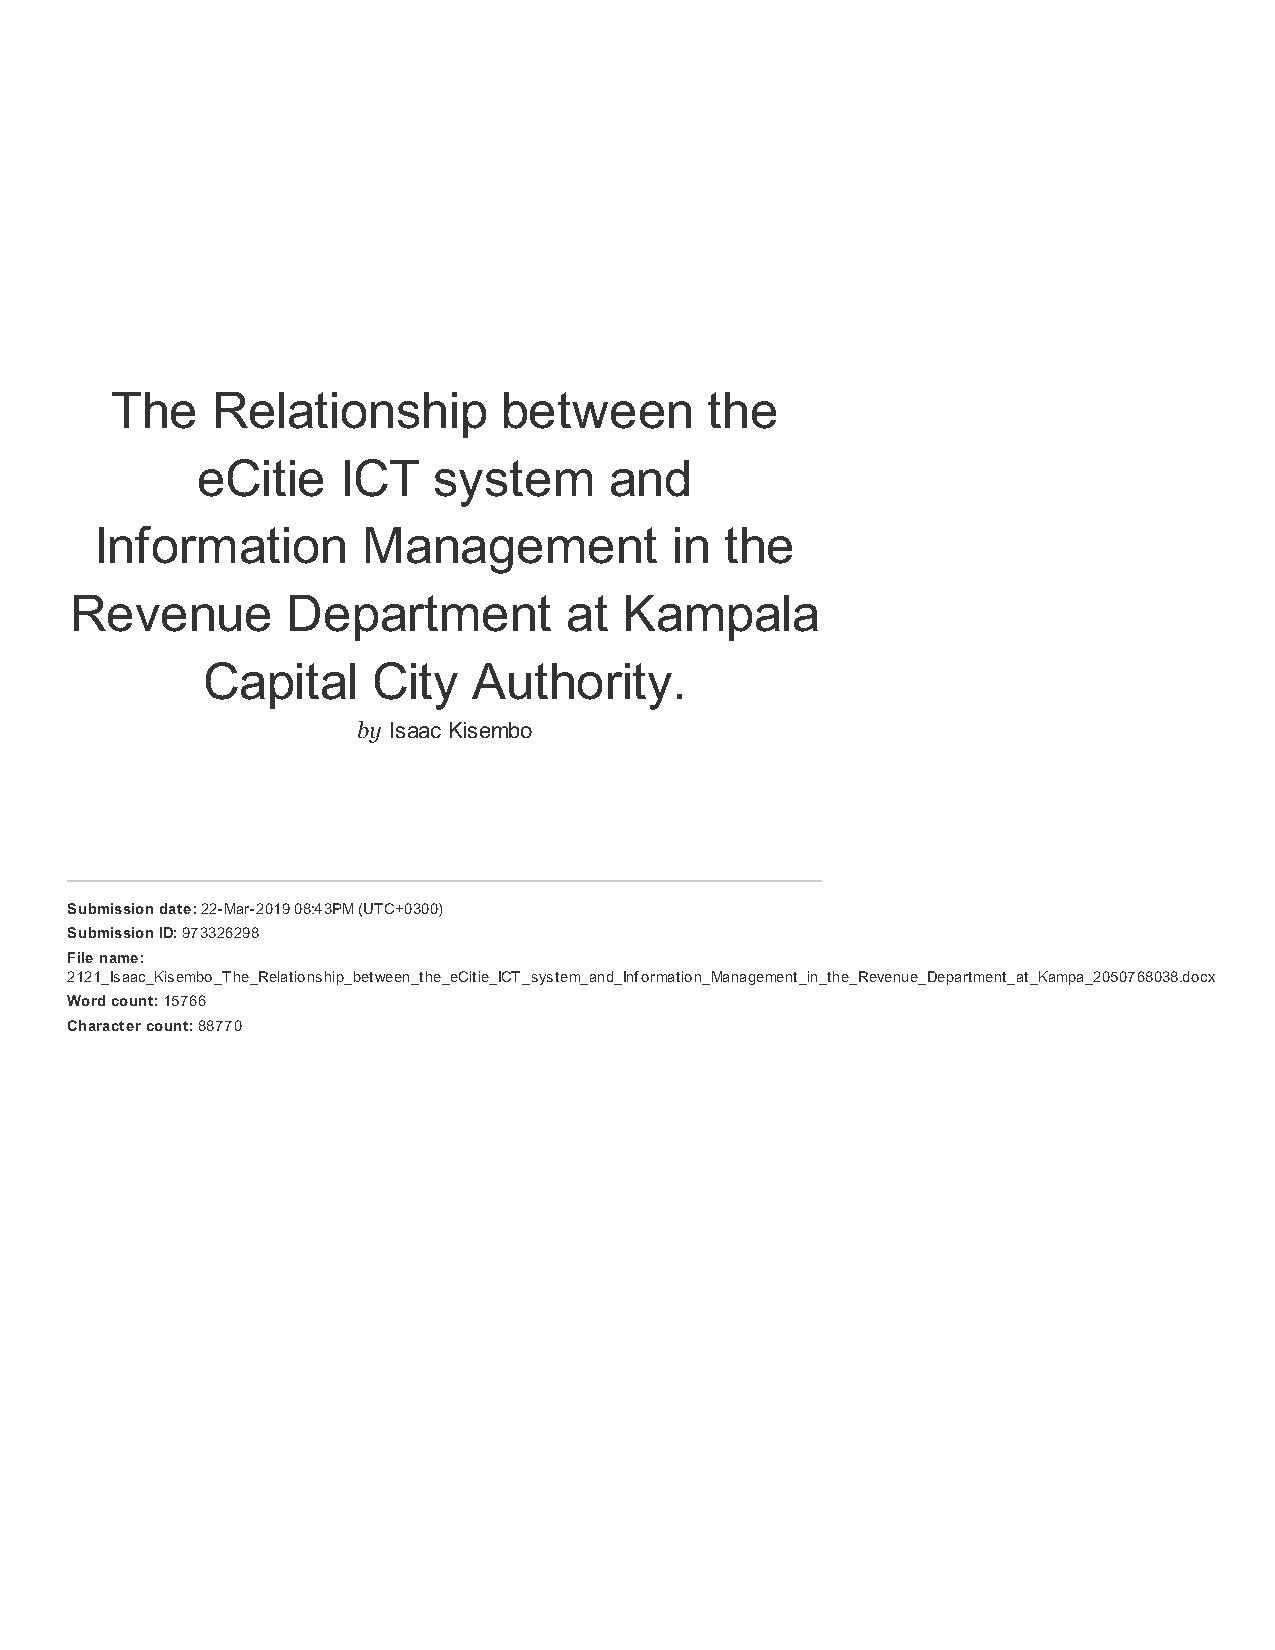 The Relationship between the
eCitie ICT system and
Information Management in the
Revenue Department at Kampala
Capital City Authority.
by Isaac Kisembo
Submission date: 22-Mar-2019 08:43PM (UTC+0300)
Submission ID: 973326298
File name:
2121_Isaac_Kisembo_The_Relationship_between_the_eCitie_ICT_system_and_Information_Management_in_the_Revenue_Department_at_Kampa_2050768038.docx
Word count: 15766
Character count: 88770